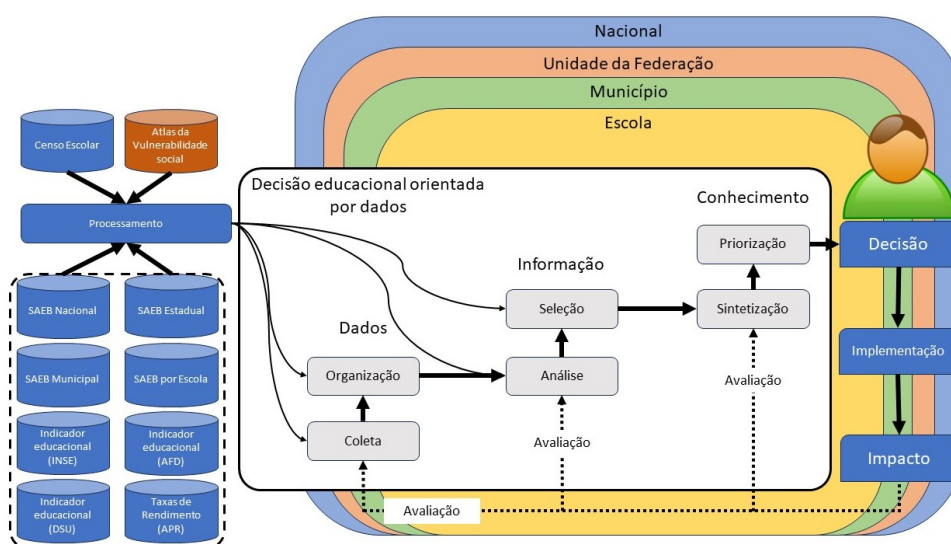 Nacional
Unidade da Federação
Município
Escola
Censo Escolar
Atlas da
Vulnerabilidade
social
Processamento
SAEB Nacional
SAEB Estadual
SAEB Municipal
SAEB por Escola
Indicador
educacional
(INSE)
Indicador
educacional
(AFD)
Indicador
educacional
(DSU)
Taxas de
Rendimento
(APR)
Decisão educacional orientada
por dados
Dados
Organização
Coleta
Informação
Seleção
Análise
Conhecimento
Priorização
Sintetização
Avaliação
Avaliação
Avaliação
Decisão
Implementação
Impacto